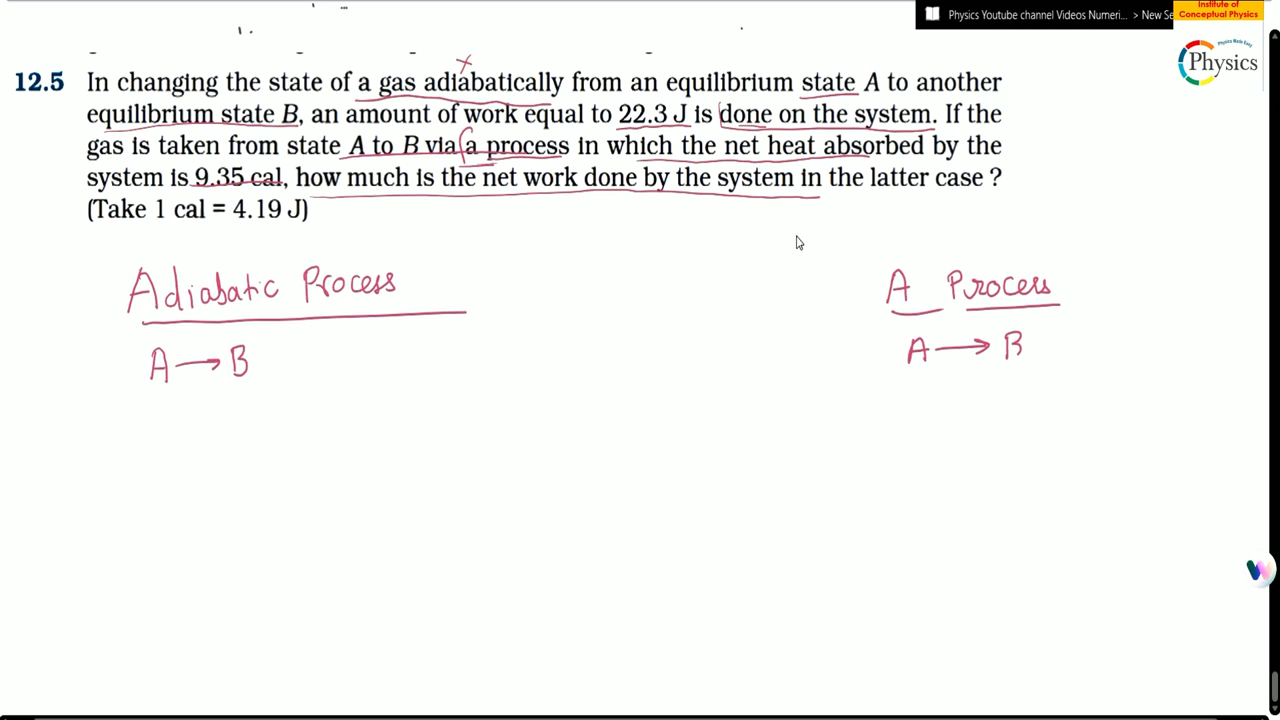 Physics Youtube channel Videos Numeri... > New Se
Institute of
Conceptual Physics
Physics Made Easy
Physics
12.5 In changing the state of a gas adiabatically from an equilibrium state A to another
equilibrium state B, an amount of work equal to 22.3 J is done on the system. If the
gas is taken from state A to B via a process in which the net heat absorbed by the
system is 9.35 cal, how much is the net work done by the system in the latter case ?
(Take 1 cal = 4.19 J)
Adiabatic Process
A → B
A Process
A → B